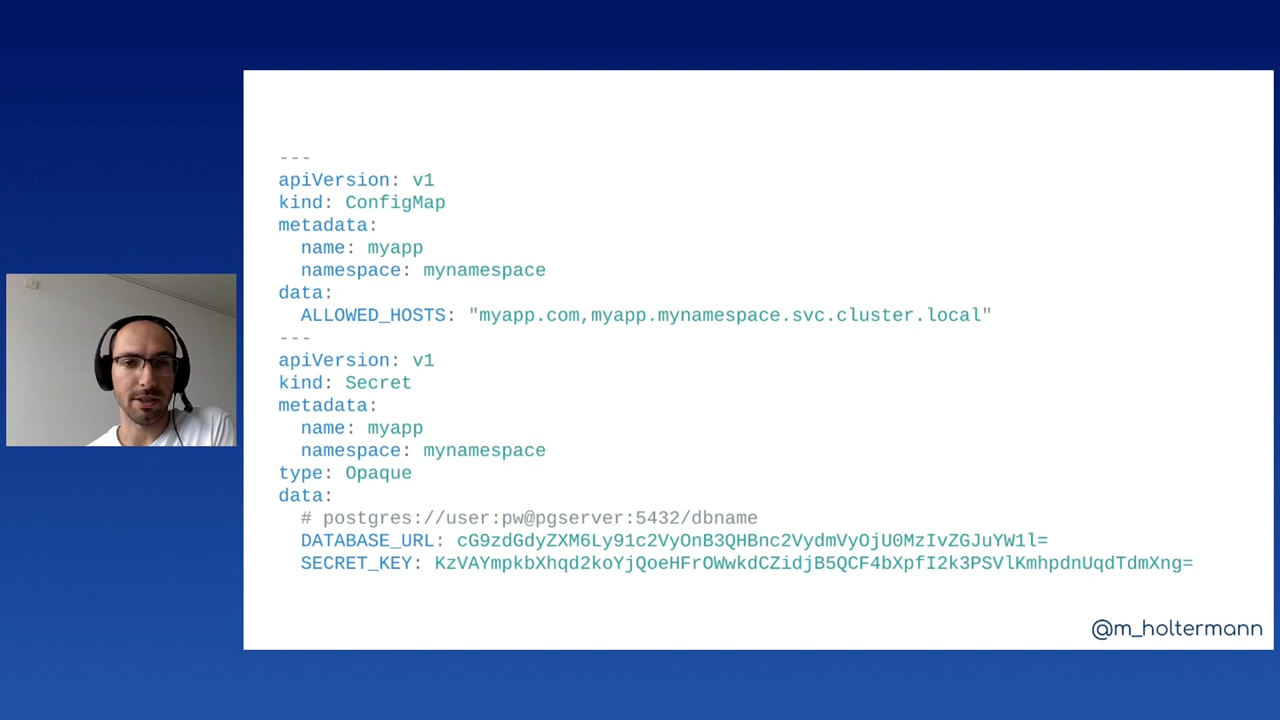 ---
apiVersion: v1
kind: ConfigMap
metadata:
  name: myapp
  namespace: mynamespace
data:
  ALLOWED_HOSTS: "myapp.com,myapp.mynamespace.svc.cluster.local"
---
apiVersion: v1
kind: Secret
metadata:
  name: myapp
  namespace: mynamespace
type: Opaque
data:
  # postgres://user:pw@pgserver:5432/dbname
  DATABASE_URL: cG9zdGdyZXM6Ly91c2VyOnB3QHBnc2VydmVyOjU0MzIvZGJuYW1l=
  SECRET_KEY: KzVAYmpkbXhqd2koYjQoeHFrOWwkdCZidjB5QCF4bXpfI2k3PSVlKmhpdnUqdTdmXng=
@m_holtermann